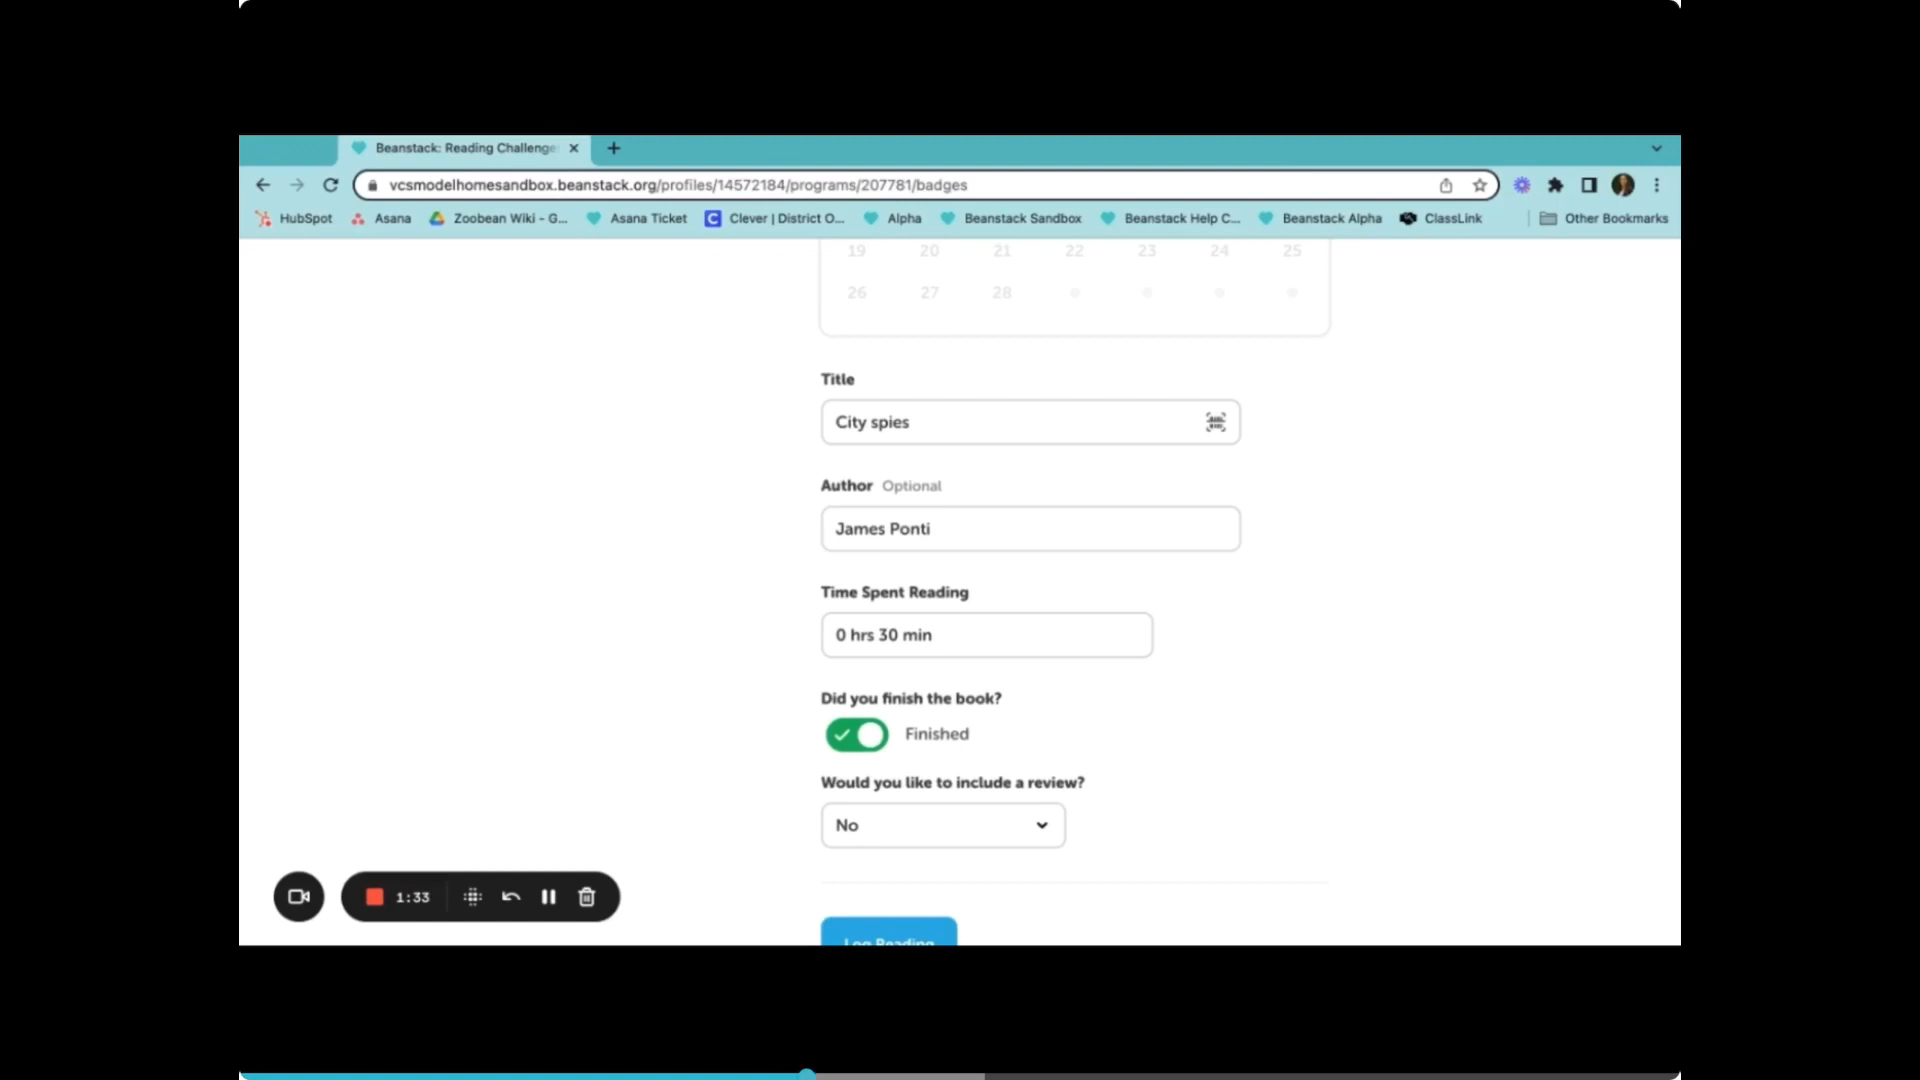 Beanstack: Reading Challenge
vcsmodelhomesandbox.beanstack.org/profiles/14572184/programs/207781/badges
HubSpot Asana Zoobean Wiki - G... Asana Ticket Clever | District O... Alpha Beanstack Sandbox Beanstack Help C... Beanstack Alpha ClassLink Other Bookmarks
19 20 21 22 23 24 25
26 27 28
Title
City spies
Author Optional
James Ponti
Time Spent Reading
0 hrs 30 min
Did you finish the book?
Finished
Would you like to include a review?
No
1:33
Log Reading